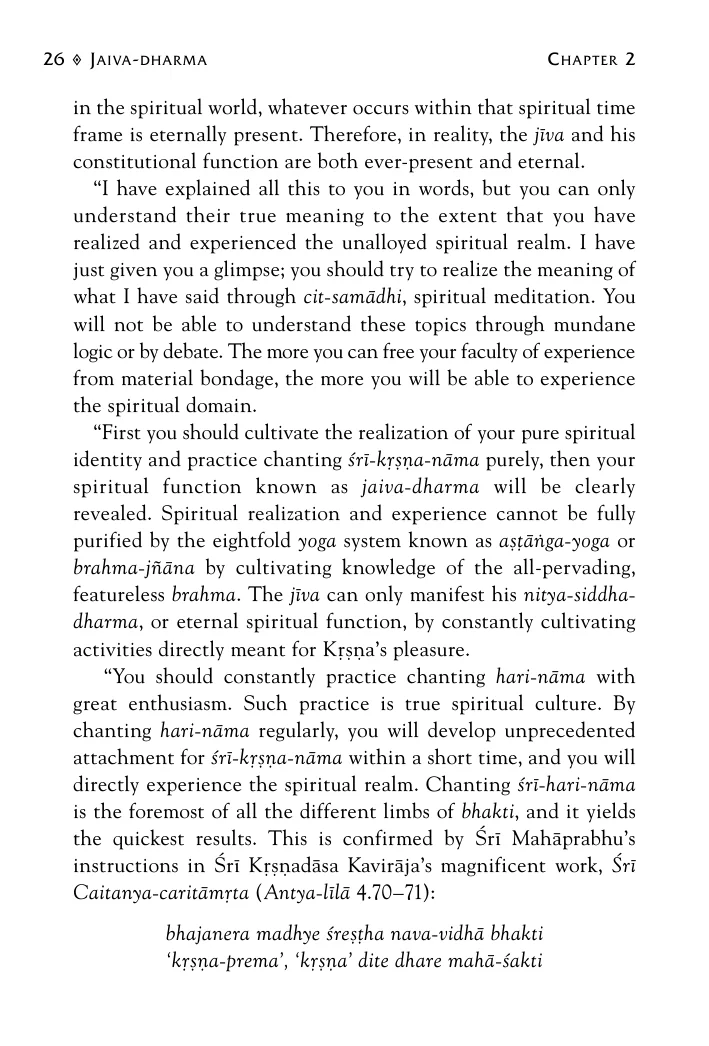 26 ◊ Jaiva-dharma Chapter 2
in the spiritual world, whatever occurs within that spiritual time
frame is eternally present. Therefore, in reality, the jīva and his
constitutional function are both ever-present and eternal.
“I have explained all this to you in words, but you can only
understand their true meaning to the extent that you have
realized and experienced the unalloyed spiritual realm. I have
just given you a glimpse; you should try to realize the meaning of
what I have said through cit-samādhi, spiritual meditation. You
will not be able to understand these topics through mundane
logic or by debate. The more you can free your faculty of experience
from material bondage, the more you will be able to experience
the spiritual domain.
“First you should cultivate the realization of your pure spiritual
identity and practice chanting śrī-kṛṣṇa-nāma purely, then your
spiritual function known as jaiva-dharma will be clearly
revealed. Spiritual realization and experience cannot be fully
purified by the eightfold yoga system known as aṣṭāṅga-yoga or
brahma-jñāna by cultivating knowledge of the all-pervading,
featureless brahma. The jīva can only manifest his nitya-siddha-
dharma, or eternal spiritual function, by constantly cultivating
activities directly meant for Kṛṣṇa’s pleasure.
“You should constantly practice chanting hari-nāma with
great enthusiasm. Such practice is true spiritual culture. By
chanting hari-nāma regularly, you will develop unprecedented
attachment for śrī-kṛṣṇa-nāma within a short time, and you will
directly experience the spiritual realm. Chanting śrī-hari-nāma
is the foremost of all the different limbs of bhakti, and it yields
the quickest results. This is confirmed by Śrī Mahāprabhu’s
instructions in Śrī Kṛṣṇadāsa Kavirāja’s magnificent work, Śrī
Caitanya-caritāmṛta (Antya-līlā 4.70–71):
bhajanera madhye śreṣṭha nava-vidhā bhakti
‘kṛṣṇa-prema’, ‘kṛṣṇa’ dite dhare mahā-śakti